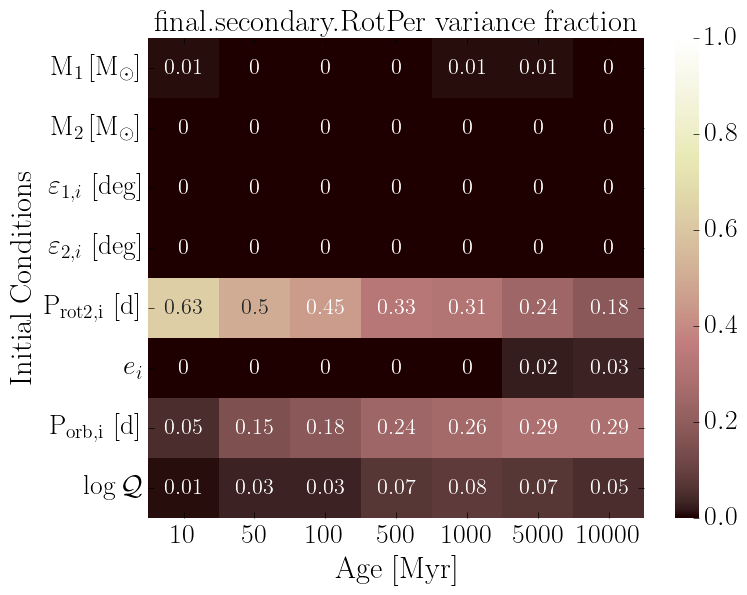 final.secondary.RotPer variance fraction
Initial Conditions
M₁ [M⊙] 0.01 0 0 0 0.01 0.01 0
M₂ [M⊙] 0 0 0 0 0 0 0
ε₁,ᵢ [deg] 0 0 0 0 0 0 0
ε₂,ᵢ [deg] 0 0 0 0 0 0 0
P_rot2,i [d] 0.63 0.5 0.45 0.33 0.31 0.24 0.18
eᵢ 0 0 0 0 0 0.02 0.03
P_orb,i [d] 0.05 0.15 0.18 0.24 0.26 0.29 0.29
log 𝒬 0.01 0.03 0.03 0.07 0.08 0.07 0.05
10 50 100 500 1000 5000 10000
Age [Myr]
1.0
0.8
0.6
0.4
0.2
0.0